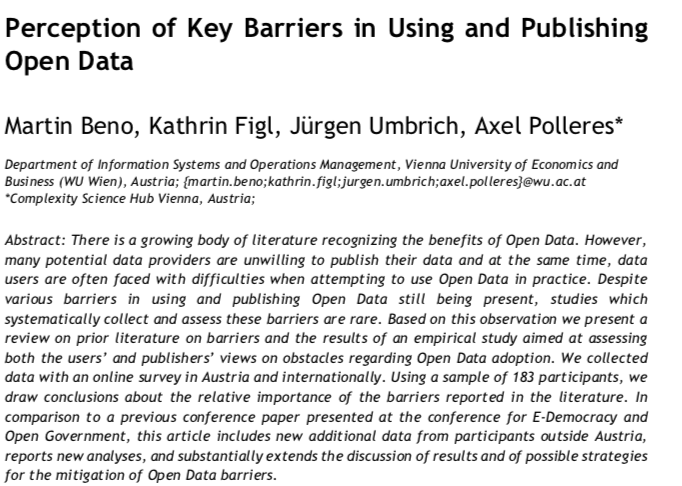 Perception of Key Barriers in Using and Publishing
Open Data
Martin Beno, Kathrin Figl, Jürgen Umbrich, Axel Polleres*
Department of Information Systems and Operations Management, Vienna University of Economics and
Business (WU Wien), Austria; {martin.beno;kathrin.figl;jurgen.umbrich;axel.polleres}@wu.ac.at
*Complexity Science Hub Vienna, Austria;
Abstract: There is a growing body of literature recognizing the benefits of Open Data. However,
many potential data providers are unwilling to publish their data and at the same time, data
users are often faced with difficulties when attempting to use Open Data in practice. Despite
various barriers in using and publishing Open Data still being present, studies which
systematically collect and assess these barriers are rare. Based on this observation we present a
review on prior literature on barriers and the results of an empirical study aimed at assessing
both the users’ and publishers’ views on obstacles regarding Open Data adoption. We collected
data with an online survey in Austria and internationally. Using a sample of 183 participants, we
draw conclusions about the relative importance of the barriers reported in the literature. In
comparison to a previous conference paper presented at the conference for E-Democracy and
Open Government, this article includes new additional data from participants outside Austria,
reports new analyses, and substantially extends the discussion of results and of possible strategies
for the mitigation of Open Data barriers.